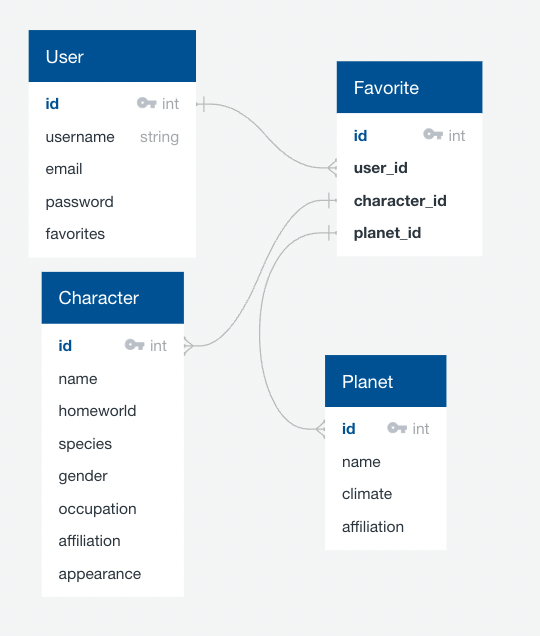 User
id int
username string
email
password
favorites
Favorite
id int
user_id
character_id
planet_id
Character
id int
name
homeworld
species
gender
occupation
affiliation
appearance
Planet
id int
name
climate
affiliation